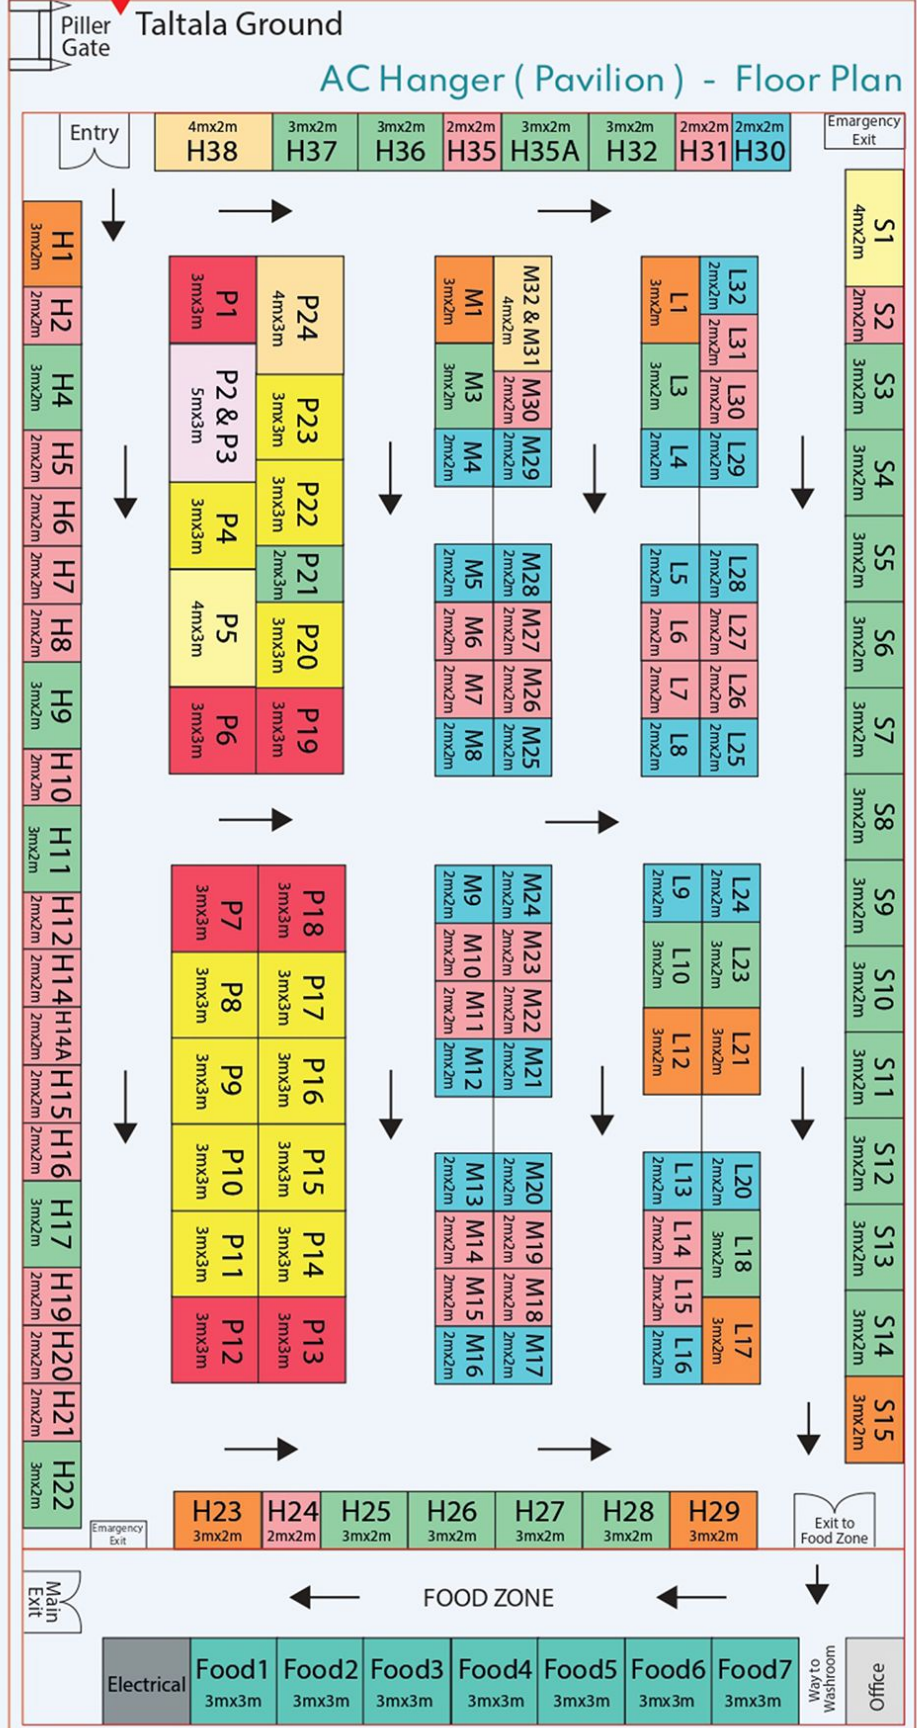 Piller
Gate
Taltala Ground
AC Hanger ( Pavilion ) - Floor Plan
Entry
4mx2m
H38
3mx2m
H37
3mx2m
H36
2mx2m
H35
3mx2m
H35A
3mx2m
H32
2mx2m
H31
2mx2m
H30
Emargency
Exit
H1
3mx2m
H2
2mx2m
H4
3mx2m
H5
2mx2m
H6
2mx2m
H7
2mx2m
H8
2mx2m
H9
3mx2m
H10
2mx2m
H11
3mx2m
H12
2mx2m
H14
2mx2m
H14A
2mx2m
H15
2mx2m
H16
2mx2m
H17
3mx2m
H19
2mx2m
H20
2mx2m
H21
2mx2m
H22
3mx2m
P1
3mx3m
P2 & P3
5mx3m
P4
3mx3m
P5
4mx3m
P6
3mx3m
P24
4mx3m
P23
3mx3m
P22
3mx3m
P21
2mx3m
P20
3mx3m
P19
3mx3m
P7
3mx3m
P8
3mx3m
P9
3mx3m
P10
3mx3m
P11
3mx3m
P12
3mx3m
P18
3mx3m
P17
3mx3m
P16
3mx3m
P15
3mx3m
P14
3mx3m
P13
3mx3m
M1
3mx2m
M3
3mx2m
M4
2mx2m
M32 & M31
4mx2m
M30
2mx2m
M29
2mx2m
M5
2mx2m
M6
2mx2m
M7
2mx2m
M8
2mx2m
M28
2mx2m
M27
2mx2m
M26
2mx2m
M25
2mx2m
M9
2mx2m
M10
2mx2m
M11
2mx2m
M12
2mx2m
M24
2mx2m
M23
2mx2m
M22
2mx2m
M21
2mx2m
M13
2mx2m
M14
2mx2m
M15
2mx2m
M16
2mx2m
M20
2mx2m
M19
2mx2m
M18
2mx2m
M17
2mx2m
L1
3mx2m
L3
3mx2m
L4
2mx2m
L32
2mx2m
L31
2mx2m
L30
2mx2m
L29
2mx2m
L5
2mx2m
L6
2mx2m
L7
2mx2m
L8
2mx2m
L28
2mx2m
L27
2mx2m
L26
2mx2m
L25
2mx2m
L9
2mx2m
L10
3mx2m
L12
3mx2m
L24
2mx2m
L23
3mx2m
L21
3mx2m
L13
2mx2m
L14
2mx2m
L15
2mx2m
L16
2mx2m
L20
2mx2m
L18
3mx2m
L17
3mx2m
S1
4mx2m
S2
2mx2m
S3
3mx2m
S4
3mx2m
S5
3mx2m
S6
3mx2m
S7
3mx2m
S8
3mx2m
S9
3mx2m
S10
3mx2m
S11
3mx2m
S12
3mx2m
S13
3mx2m
S14
3mx2m
S15
3mx2m
Emargency
Exit
H23
3mx2m
H24
2mx2m
H25
3mx2m
H26
3mx2m
H27
3mx2m
H28
3mx2m
H29
3mx2m
Exit to
Food Zone
Main
Exit
FOOD ZONE
Electrical
Food1
3mx3m
Food2
3mx3m
Food3
3mx3m
Food4
3mx3m
Food5
3mx3m
Food6
3mx3m
Food7
3mx3m
Way to
Washroom
Office